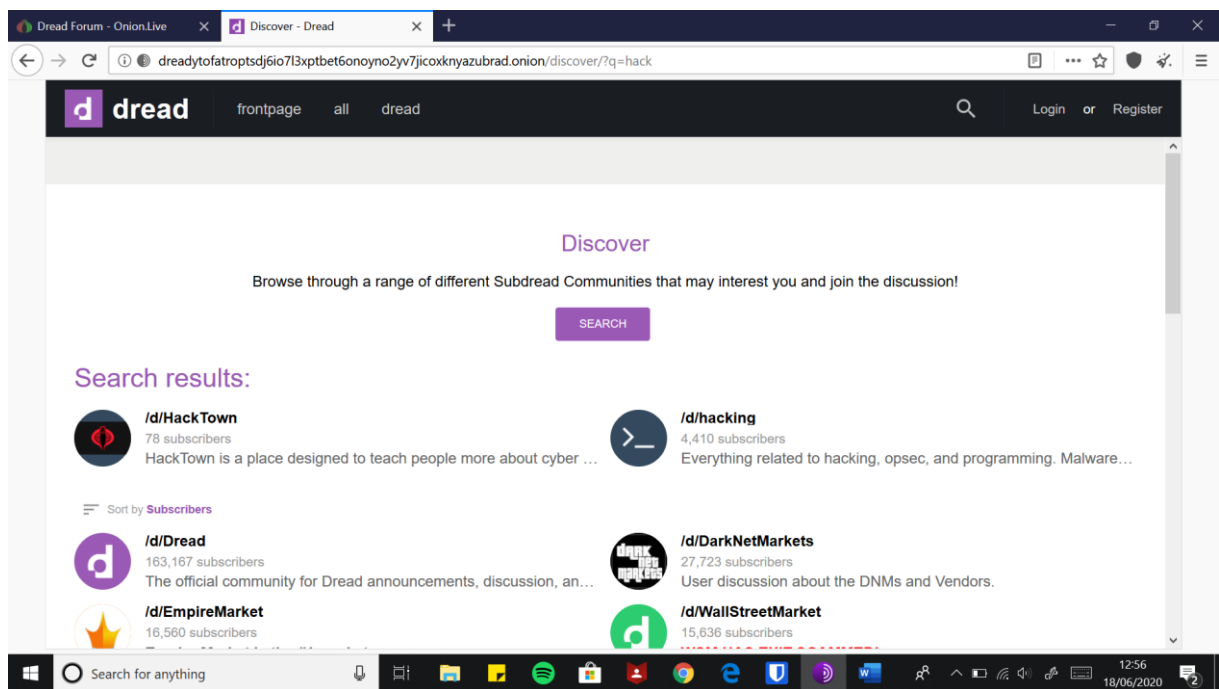 Dread Forum - Onion.Live
Discover - Dread
dreadytofatroptsdj6io7l3xptbet6onoyno2yv7jicoxknyazubrad.onion/discover/?q=hack
d dread frontpage all dread Login or Register
Discover
Browse through a range of different Subdread Communities that may interest you and join the discussion!
SEARCH
Search results:
/d/HackTown
78 subscribers
HackTown is a place designed to teach people more about cyber ...
/d/hacking
4,410 subscribers
Everything related to hacking, opsec, and programming. Malware...
Sort by Subscribers
/d/Dread
163,167 subscribers
The official community for Dread announcements, discussion, an...
/d/DarkNetMarkets
27,723 subscribers
User discussion about the DNMs and Vendors.
dark
net
markets
/d/EmpireMarket
16,560 subscribers
/d/WallStreetMarket
15,636 subscribers
Search for anything
12:56
18/06/2020
2